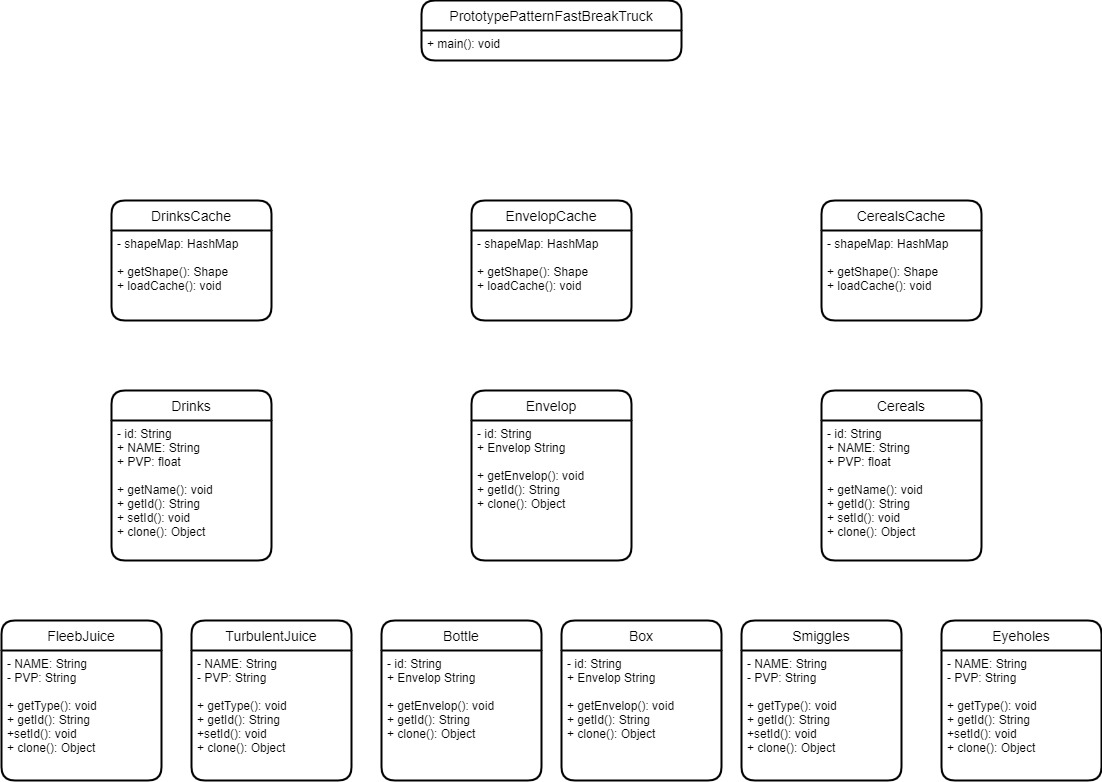 PrototypePatternFastBreakTruck
+ main(): void
DrinksCache
- shapeMap: HashMap
+ getShape(): Shape
+ loadCache(): void
EnvelopCache
- shapeMap: HashMap
+ getShape(): Shape
+ loadCache(): void
CerealsCache
- shapeMap: HashMap
+ getShape(): Shape
+ loadCache(): void
Drinks
- id: String
+ NAME: String
+ PVP: float
+ getName(): void
+ getId(): String
+ setId(): void
+ clone(): Object
Envelop
- id: String
+ Envelop String
+ getEnvelop(): void
+ getId(): String
+ clone(): Object
Cereals
- id: String
+ NAME: String
+ PVP: float
+ getName(): void
+ getId(): String
+ setId(): void
+ clone(): Object
FleebJuice
- NAME: String
- PVP: String
+ getType(): void
+ getId(): String
+setId(): void
+ clone(): Object
TurbulentJuice
- NAME: String
- PVP: String
+ getType(): void
+ getId(): String
+setId(): void
+ clone(): Object
Bottle
- id: String
+ Envelop String
+ getEnvelop(): void
+ getId(): String
+ clone(): Object
Box
- id: String
+ Envelop String
+ getEnvelop(): void
+ getId(): String
+ clone(): Object
Smiggles
- NAME: String
- PVP: String
+ getType(): void
+ getId(): String
+setId(): void
+ clone(): Object
Eyeholes
- NAME: String
- PVP: String
+ getType(): void
+ getId(): String
+setId(): void
+ clone(): Object